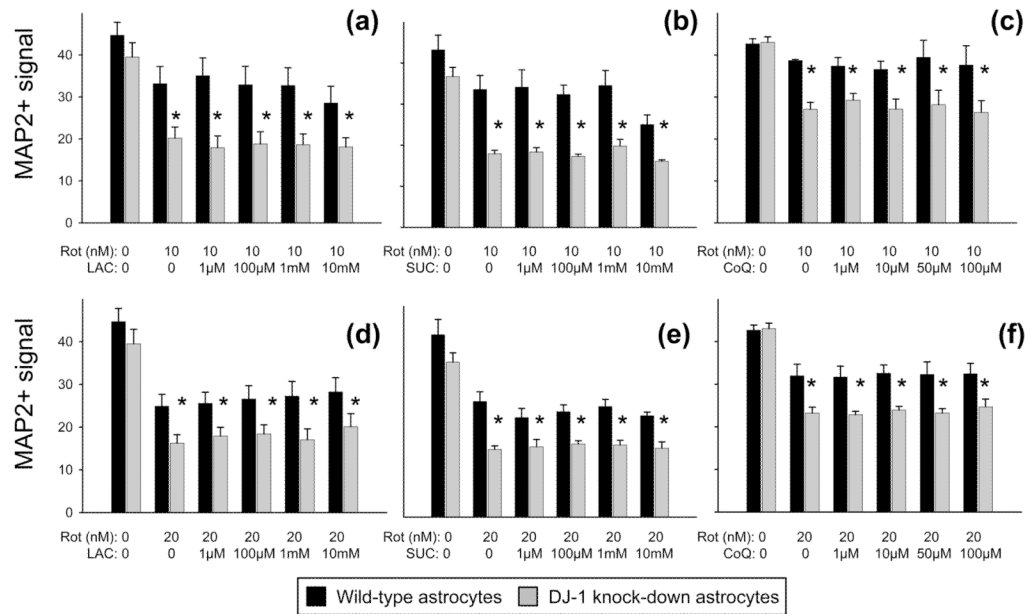 (a) (b) (c)
MAP2+ signal
40
30
20
10
0
* * * * *
* * * * *
* * * * *
Rot (nM): 0 10 10 10 10 10
LAC: 0 0 1µM 100µM 1mM 10mM
10 10 10 10 10
SUC: 0 0 1µM 100µM 1mM 10mM
Rot (nM): 0 10 10 10 10 10
CoQ: 0 0 1µM 10µM 50µM 100µM
Rot (nM): 0
(d) (e) (f)
MAP2+ signal
40
30
20
10
0
* * * * *
* * * * *
* * * * *
Rot (nM): 0 20 20 20 20 20
LAC: 0 0 1µM 100µM 1mM 10mM
Rot (nM): 0 20 20 20 20 20
SUC: 0 0 1µM 100µM 1mM 10mM
Rot (nM): 0 20 20 20 20 20
CoQ: 0 0 1µM 10µM 50µM 100µM
Wild-type astrocytes DJ-1 knock-down astrocytes